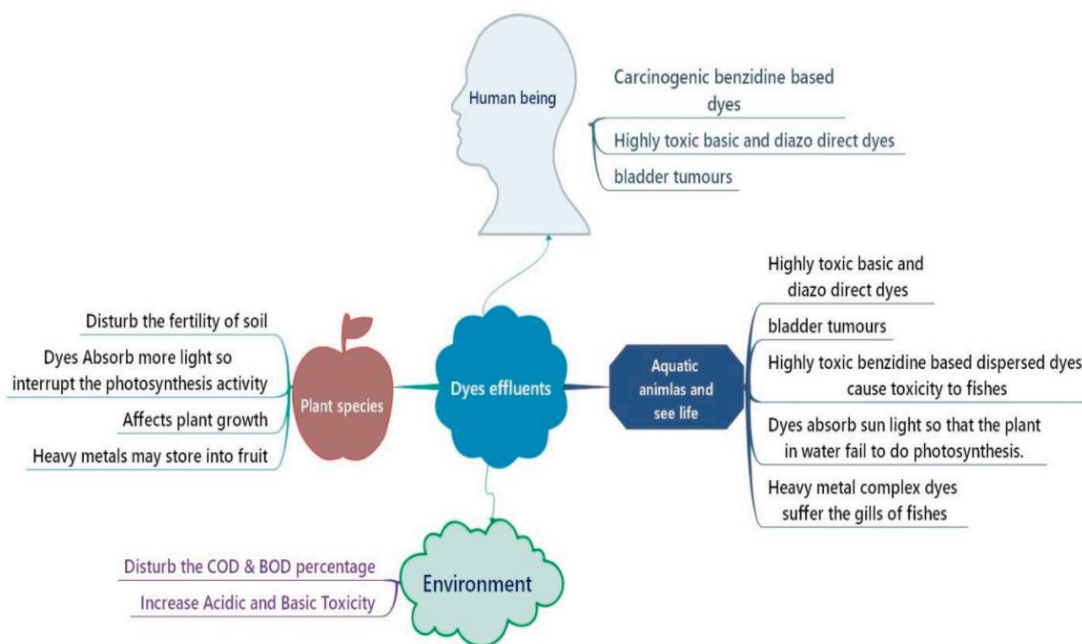 Human being
Carcinogenic benzidine based
dyes
Highly toxic basic and diazo direct dyes
bladder tumours
Disturb the fertility of soil
Dyes Absorb more light so
interrupt the photosynthesis activity
Affects plant growth
Heavy metals may store into fruit
Plant species
Dyes effluents
Aquatic
animlas and
see life
Highly toxic basic and
diazo direct dyes
bladder tumours
Highly toxic benzidine based dispersed dyes
cause toxicity to fishes
Dyes absorb sun light so that the plant
in water fail to do photosynthesis.
Heavy metal complex dyes
suffer the gills of fishes
Disturb the COD & BOD percentage
Increase Acidic and Basic Toxicity
Environment